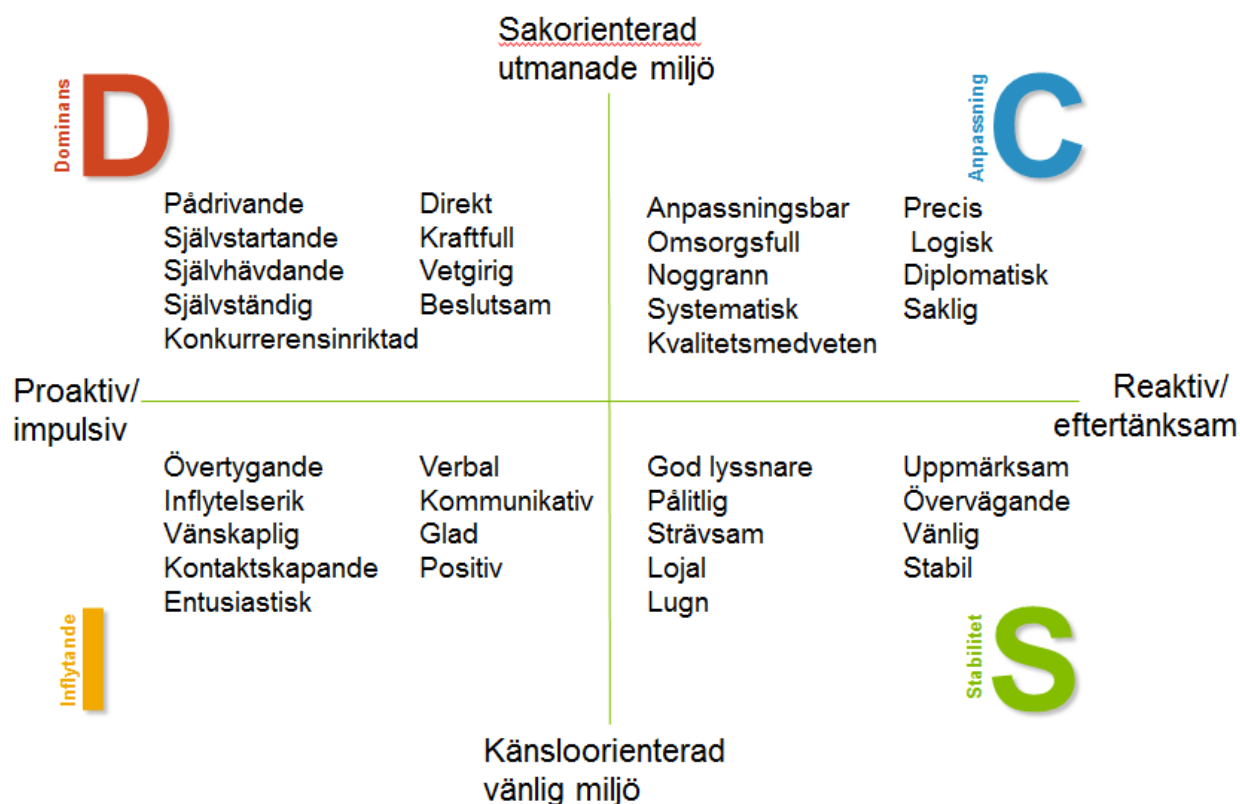 Sakorienterad
utmanade miljö
Dominans
D
Pådrivande
Självstartande
Självhävdande
Självständig
Konkurrerensinriktad
Direkt
Kraftfull
Vetgirig
Beslutsam
Anpassning
C
Anpassningsbar
Omsorgsfull
Noggrann
Systematisk
Kvalitetsmedveten
Precis
Logisk
Diplomatisk
Saklig
Proaktiv/
impulsiv
Reaktiv/
eftertänksam
Övertygande
Inflytelserik
Vänskaplig
Kontaktskapande
Entusiastisk
Verbal
Kommunikativ
Glad
Positiv
Inflytande
I
God lyssnare
Pålitlig
Strävsam
Lojal
Lugn
Uppmärksam
Övervägande
Vänlig
Stabil
Stabilitet
S
Känsloorienterad
vänlig miljö